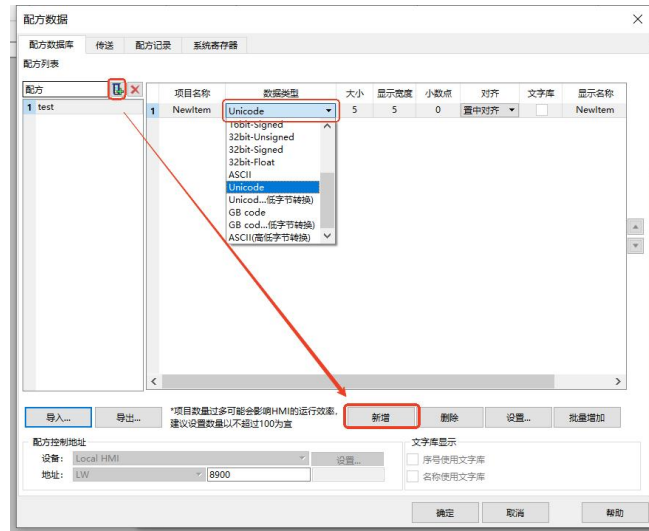 配方数据
配方数据库 传送 配方记录 系统寄存器
配方列表
配方
1 test
项目名称 数据类型 大小 显示宽度 小数点 对齐 文字库 显示名称
1 NewItem Unicode 5 5 0 置中对齐 NewItem
16bit-Signed
32bit-Unsigned
32bit-Signed
32bit-Float
ASCII
Unicode
Unicod...低字节转换)
GB code
GB cod...低字节转换)
ASCII(高低字节转换)
导入... 导出... *项目数量过多可能会影响HMI的运行效率,
建议设置数量以不超过100为宜
新增 删除 设置... 批量增加
配方控制地址
设备: Local HMI 设置...
地址: LW 8900
文字库显示
序号使用文字库
名称使用文字库
确定 取消 帮助